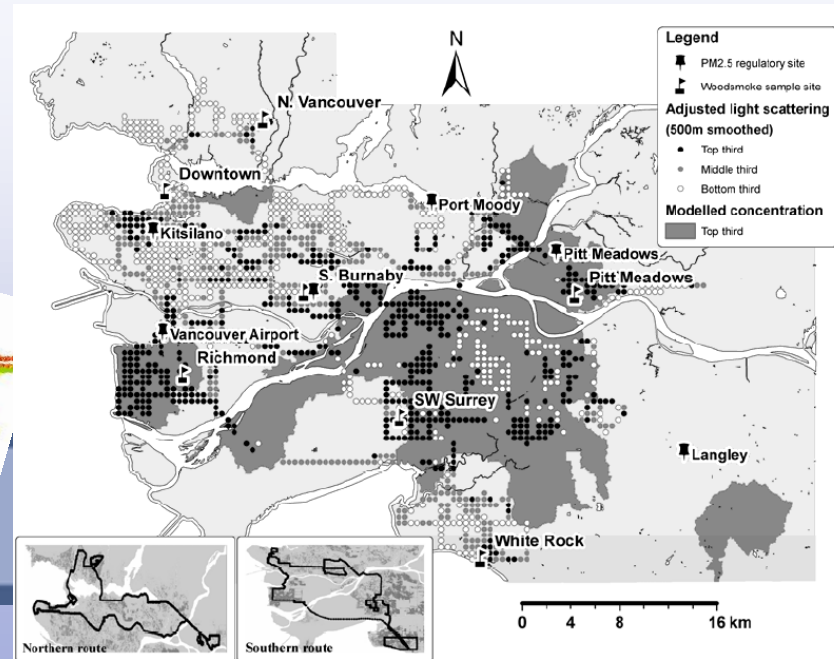 N
Legend
PM2.5 regulatory site
Woodsmoke sample site
Adjusted light scattering
(500m smoothed)
Top third
Middle third
Bottom third
Modelled concentration
Top third
N. Vancouver
Downtown
Port Moody
Kitsilano
Pitt Meadows
Pitt Meadows
S. Burnaby
Vancouver Airport
Richmond
SW Surrey
Langley
White Rock
Northern route
Southern route
0 4 8 16 km